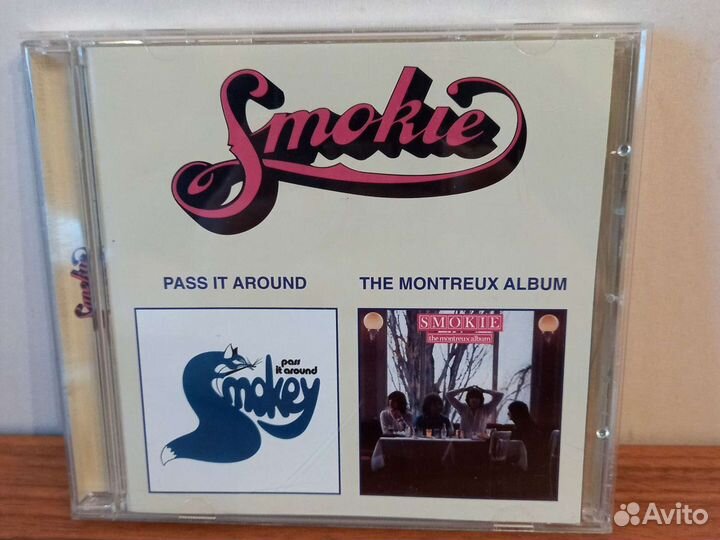 Smokie
PASS IT AROUND
THE MONTREUX ALBUM
Smokie
pass
it around
Smokey
SMOKIE
the montreux album
Avito